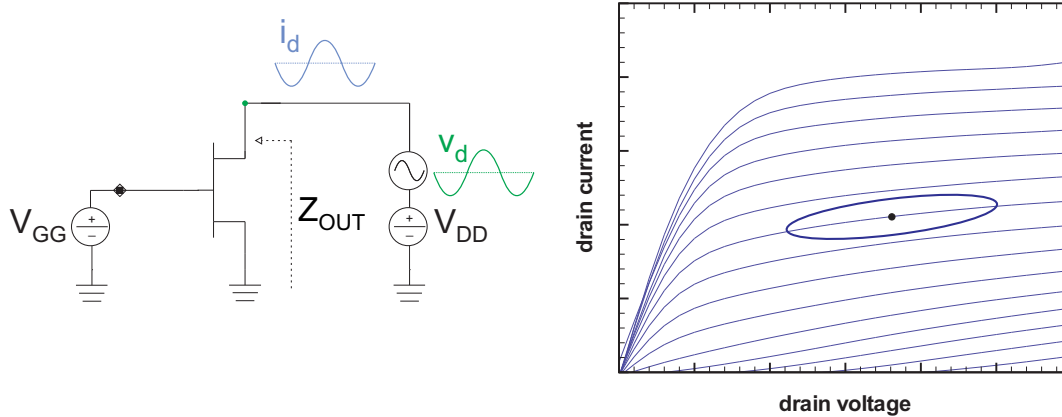 i_d
v_d
V_GG
Z_OUT
V_DD
drain current
drain voltage